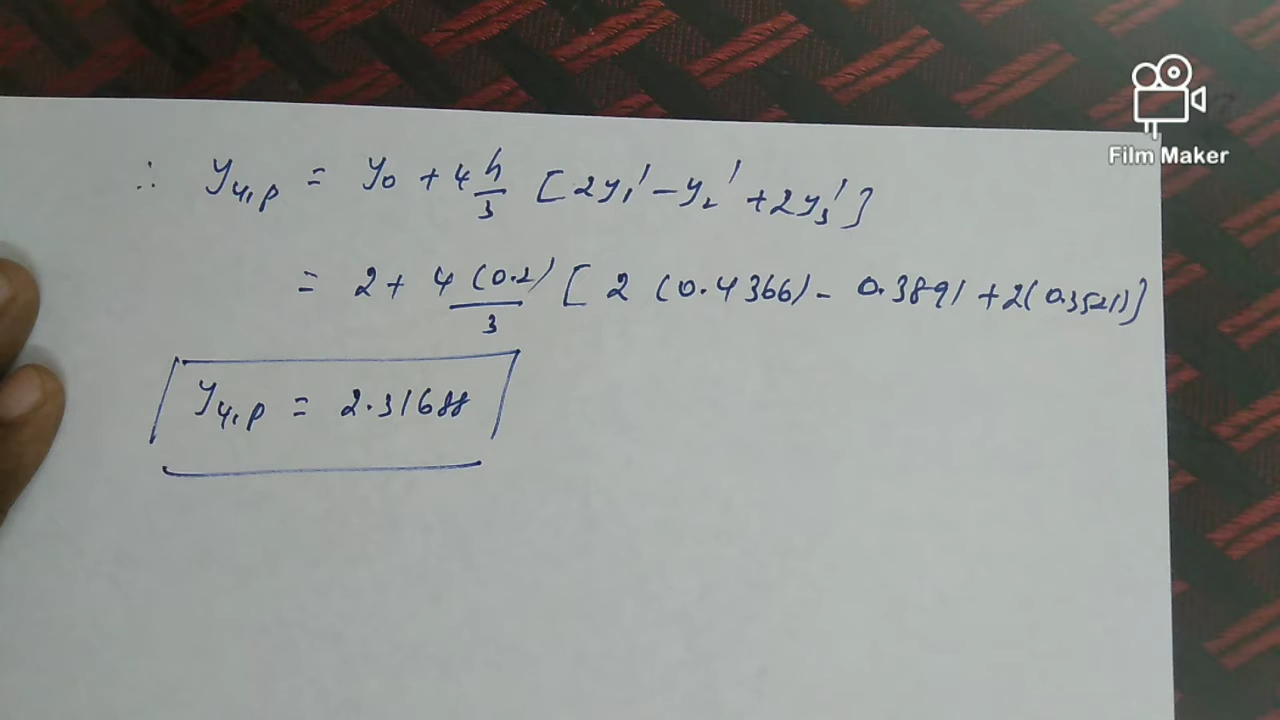 Film Maker
∴ y₄,p = y₀ + 4h/3 [2y₁' - y₂' + 2y₃']
= 2 + 4(0.2)/3 [2(0.4366) - 0.3891 + 2(0.3521)]
y₄,p = 2.31688